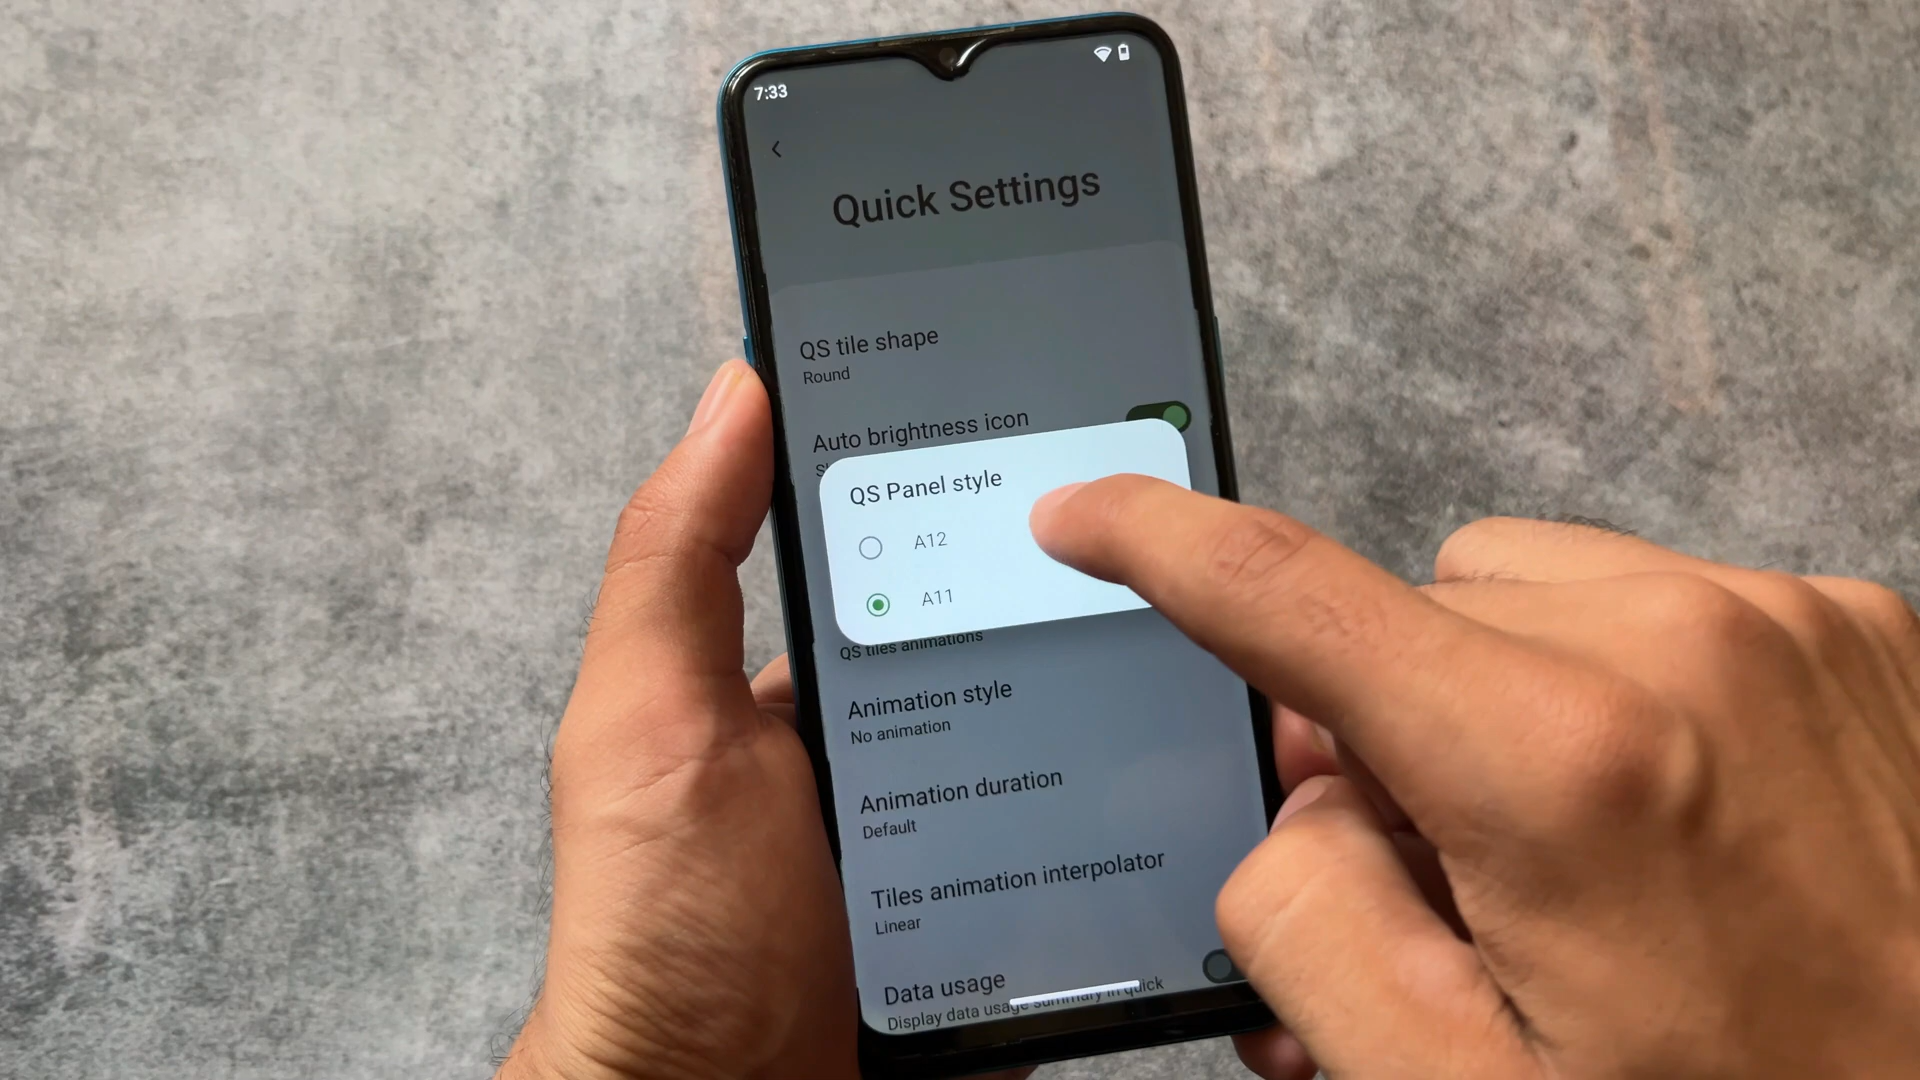 7:33
Quick Settings
QS tile shape
Round
Auto brightness icon
QS Panel style
A12
A11
QS tiles animations
Animation style
No animation
Animation duration
Default
Tiles animation interpolator
Linear
Data usage
Display data usage summary in quick